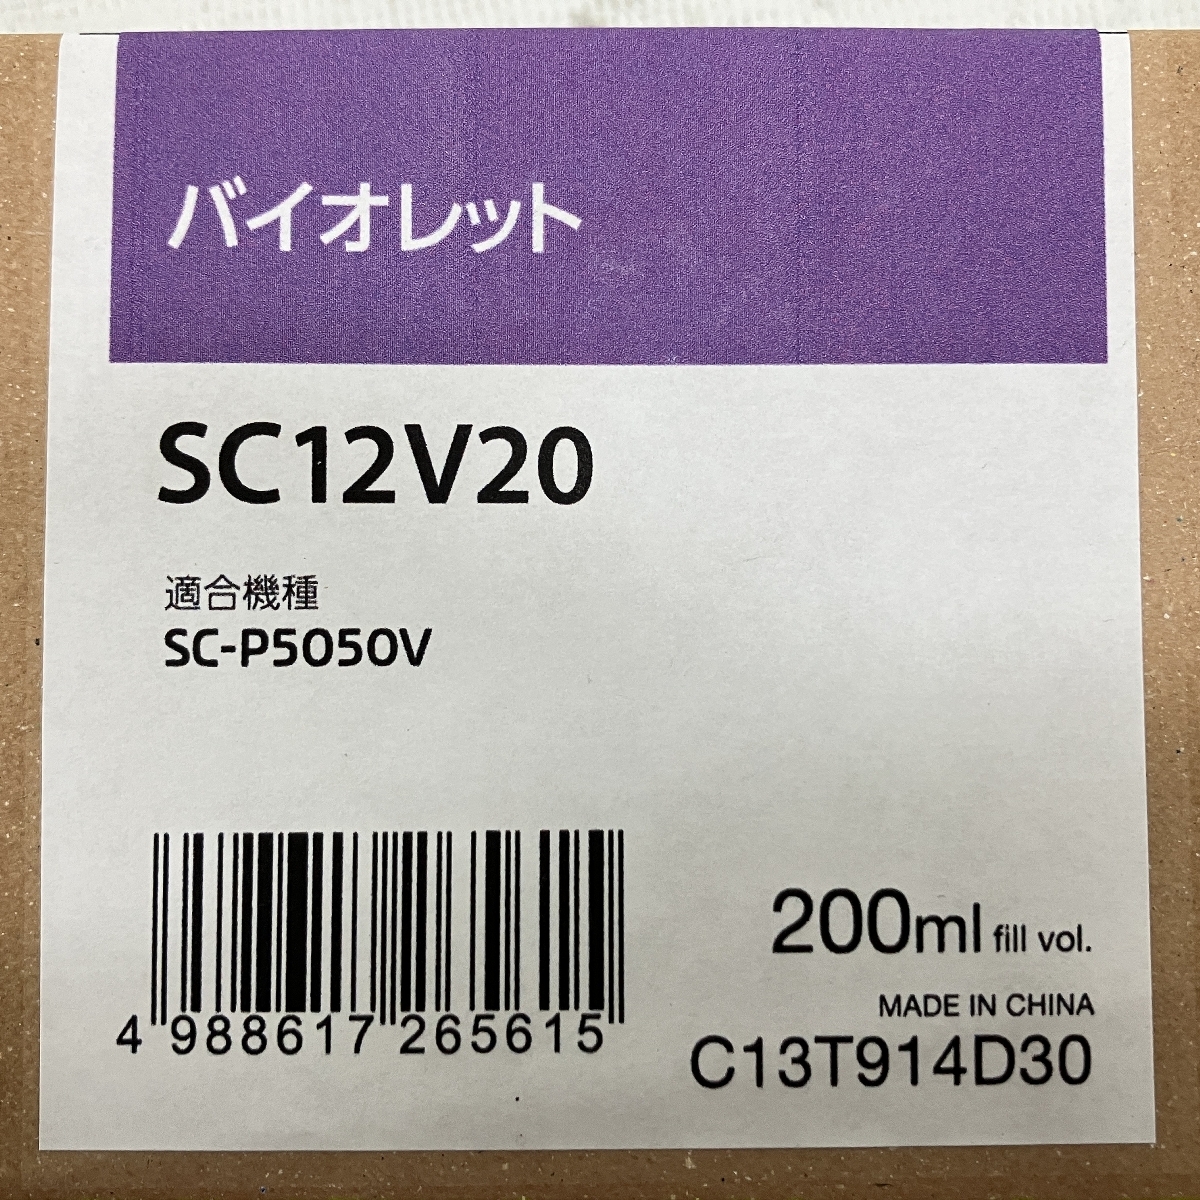 バイオレット
SC12V20
適合機種
SC-P5050V
200ml fill vol.
MADE IN CHINA
4 988617 265615
C13T914D30